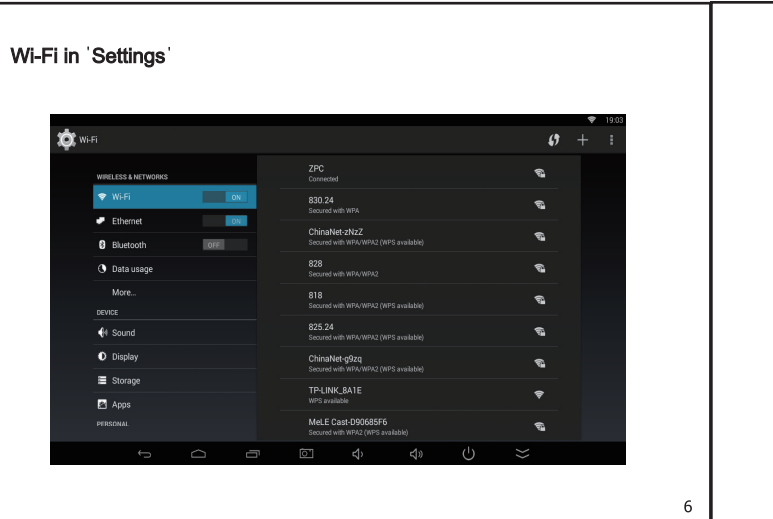 Wi-Fi in 'Settings'
19:03
Wi-Fi
WIRELESS & NETWORKS
Wi-Fi ON
Ethernet ON
Bluetooth OFF
Data usage
More...
DEVICE
Sound
Display
Storage
Apps
PERSONAL
ZPC
Connected
830.24
Secured with WPA
ChinaNet-zNzZ
Secured with WPA/WPA2 (WPS available)
828
Secured with WPA/WPA2
818
Secured with WPA/WPA2 (WPS available)
825.24
Secured with WPA/WPA2 (WPS available)
ChinaNet-g9zq
Secured with WPA/WPA2 (WPS available)
TP-LINK_8A1E
WPS available
MeLE Cast-D90685F6
Secured with WPA2 (WPS available)
6